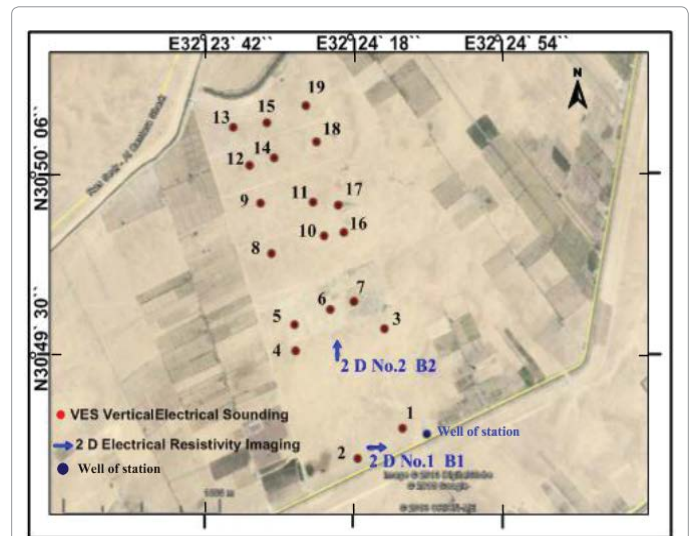 E32°23` 42`` E32°24` 18`` E32°24` 54``
N
19
15
13
18
14
12
N30°50` 06``
11 17
9
10 16
8
7
6
3
5
N30°49` 30``
4
2 D No.2 B2
VES VerticalElectrical Sounding
1
Well of station
2 D Electrical Resistivity Imaging
2
2 D No.1 B1
Well of station
1000 m